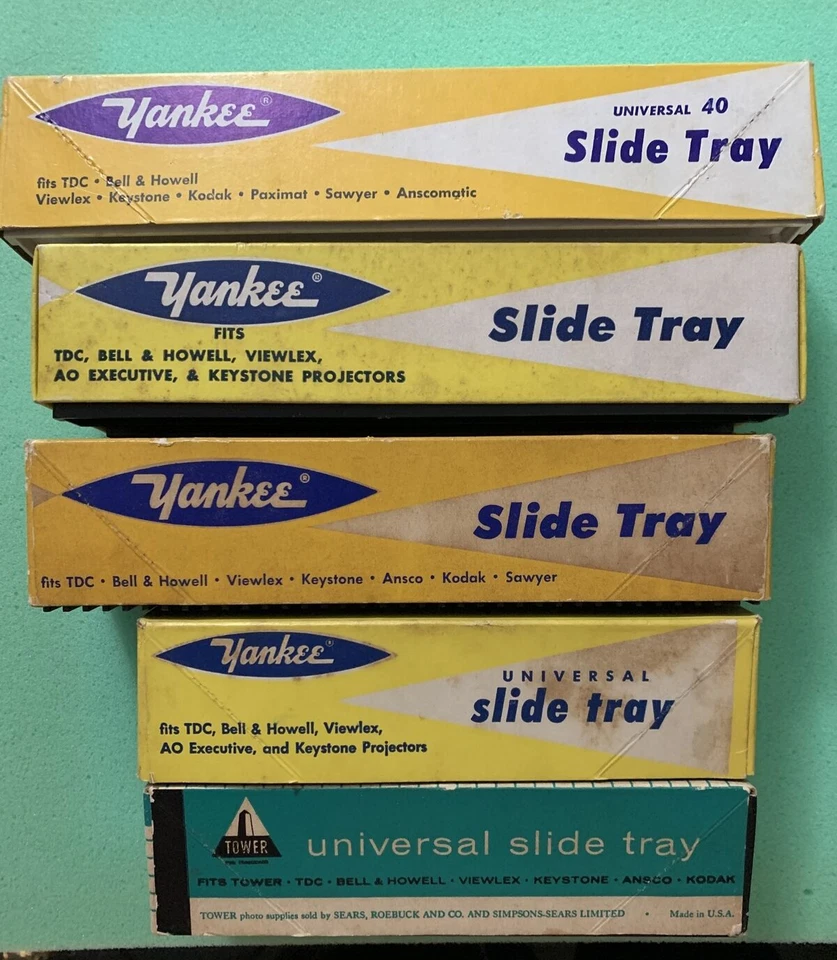 Yankee®
UNIVERSAL 40
Slide Tray
fits TDC • Bell & Howell
Viewlex • Keystone • Kodak • Paximat • Sawyer • Anscomatic
Yankee®
Slide Tray
FITS
TDC, BELL & HOWELL, VIEWLEX,
AO EXECUTIVE, & KEYSTONE PROJECTORS
Yankee®
Slide Tray
fits TDC • Bell & Howell • Viewlex • Keystone • Ansco • Kodak • Sawyer
Yankee®
UNIVERSAL
slide tray
fits TDC, Bell & Howell, Viewlex,
AO Executive, and Keystone Projectors
TOWER
universal slide tray
FITS TOWER • TDC • BELL & HOWELL • VIEWLEX • KEYSTONE • ANSCO • KODAK
TOWER photo supplies sold by SEARS, ROEBUCK AND CO. AND SIMPSONS-SEARS LIMITED • Made in U.S.A.